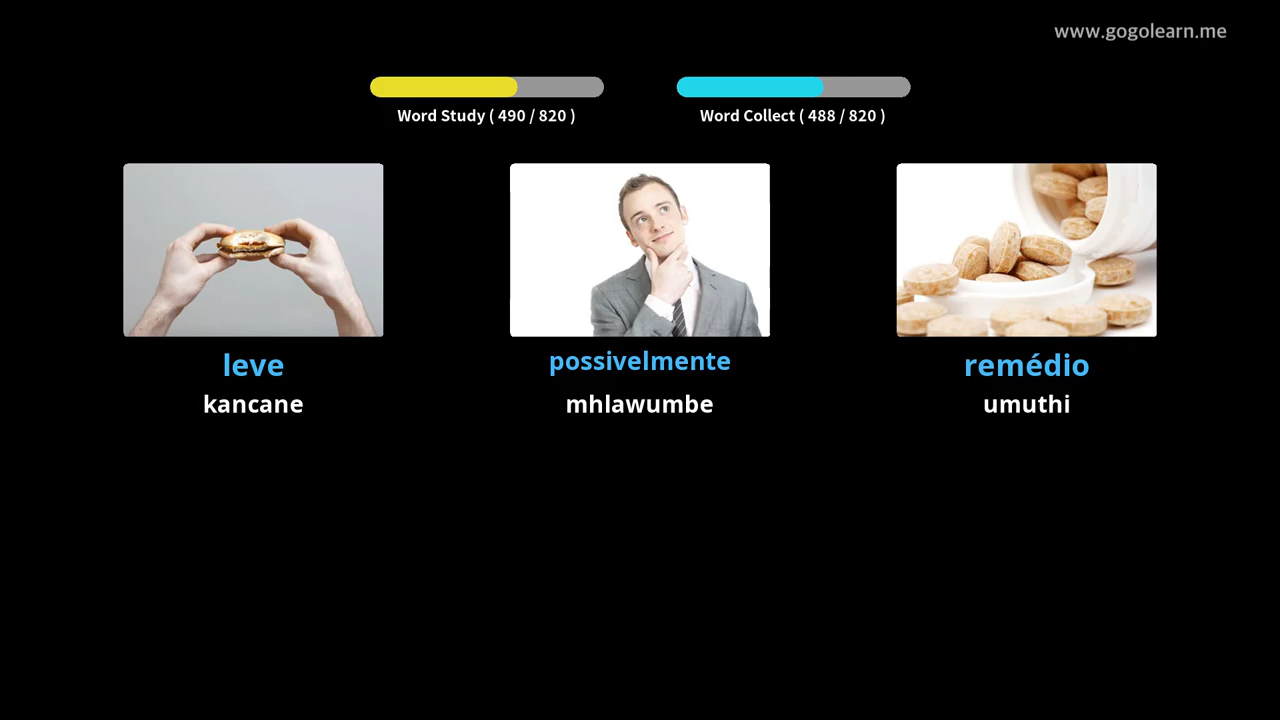 www.gogolearn.me
Word Study ( 490 / 820 )
Word Collect ( 488 / 820 )
leve
kancane
possivelmente
mhlawumbe
remédio
umuthi